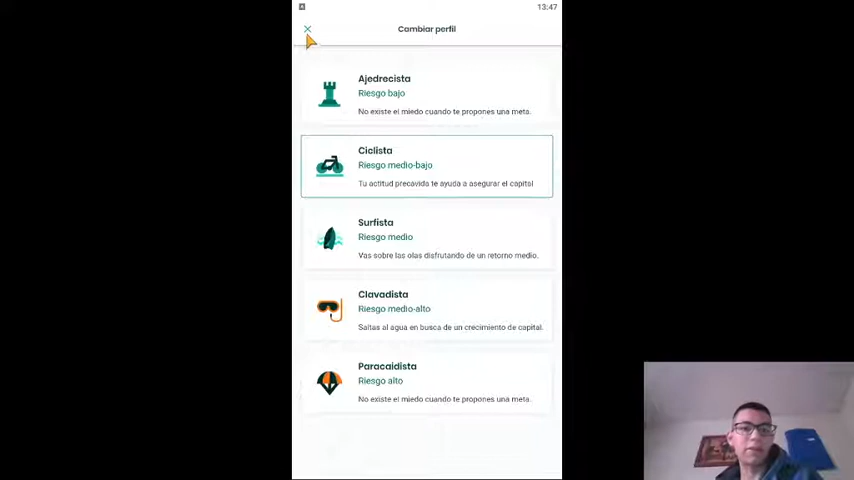 13:47
Cambiar perfil
Ajedrecista
Riesgo bajo
No existe el miedo cuando te propones una meta.
Ciclista
Riesgo medio-bajo
Tu actitud precavida te ayuda a asegurar el capital
Surfista
Riesgo medio
Vas sobre las olas disfrutando de un retorno medio.
Clavadista
Riesgo medio-alto
Saltas al agua en busca de un crecimiento de capital.
Paracaidista
Riesgo alto
No existe el miedo cuando te propones una meta.